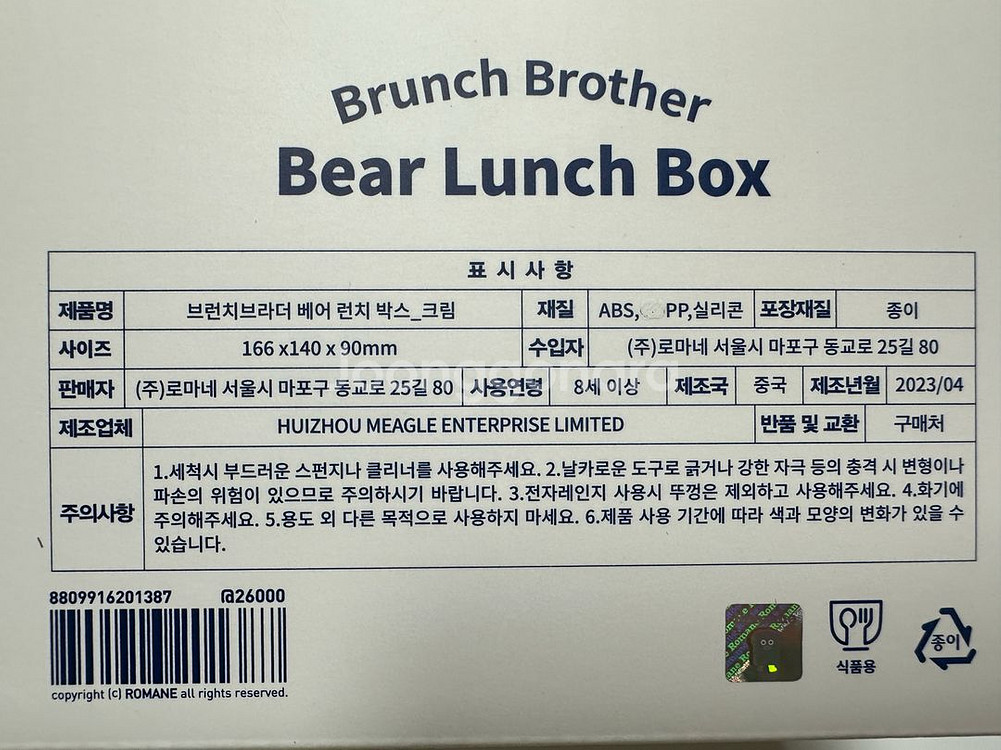 Brunch Brother
Bear Lunch Box
표 시 사 항
제품명 브런치브라더 베어 런치 박스_크림 재질 ABS, PP,실리콘 포장재질 종이
사이즈 166 x140 x 90mm 수입자 (주)로마네 서울시 마포구 동교로 25길 80
판매자 (주)로마네 서울시 마포구 동교로 25길 80 사용연령 8세 이상 제조국 중국 제조년월 2023/04
제조업체 HUIZHOU MEAGLE ENTERPRISE LIMITED 반품 및 교환 구매처
주의사항
1.세척시 부드러운 스펀지나 클리너를 사용해주세요. 2.날카로운 도구로 긁거나 강한 자극 등의 충격 시 변형이나
파손의 위험이 있으므로 주의하시기 바랍니다. 3.전자레인지 사용시 뚜껑은 제외하고 사용해주세요. 4.화기에
주의해주세요. 5.용도 외 다른 목적으로 사용하지 마세요. 6.제품 사용 기간에 따라 색과 모양의 변화가 있을 수
있습니다.
8809916201387 @26000
copyright (c) ROMANE all rights reserved.
식품용
종이